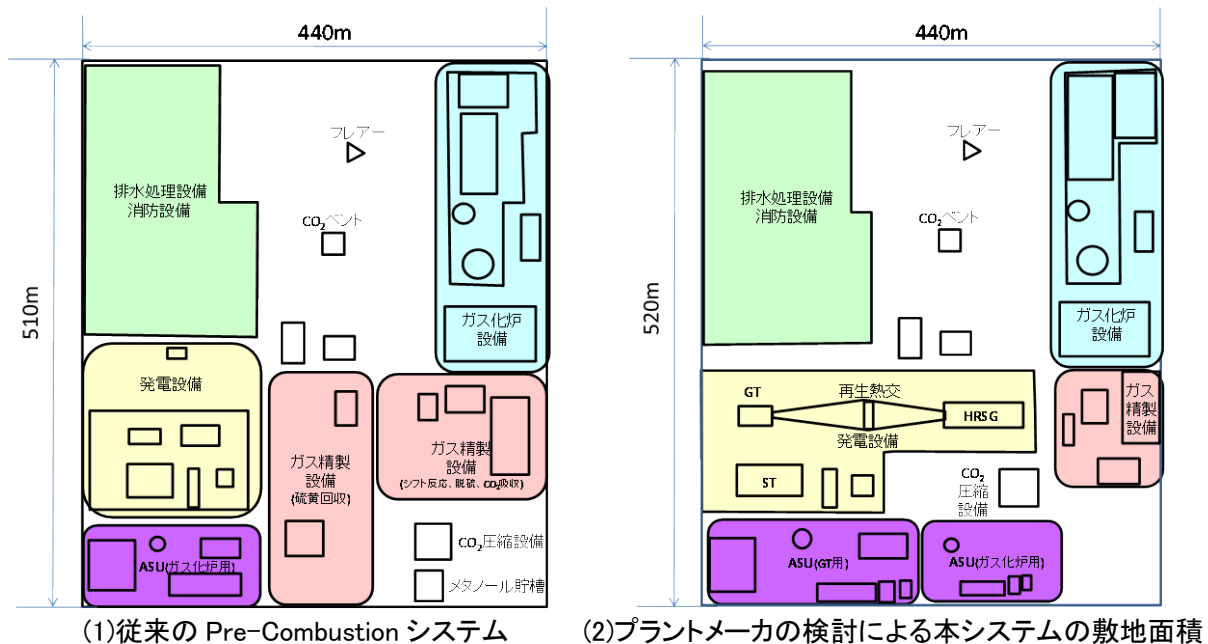 440m
510m
排水処理設備
消防設備
フレアー
CO₂ベント
ガス化炉
設備
発電設備
ガス精製
設備
(硫黄回収)
ガス精製
設備
(シフト反応、脱硫、CO₂吸収)
ASU(ガス化炉用)
CO₂圧縮設備
メタノール貯槽
(1)従来の Pre-Combustion システム
440m
520m
排水処理設備
消防設備
フレアー
CO₂ベント
ガス化炉
設備
GT
再生熱交
HRSG
発電設備
ST
ガス
精製
設備
CO₂
圧縮
設備
ASU(GT用)
ASU(ガス化炉用)
(2)プラントメーカの検討による本システムの敷地面積